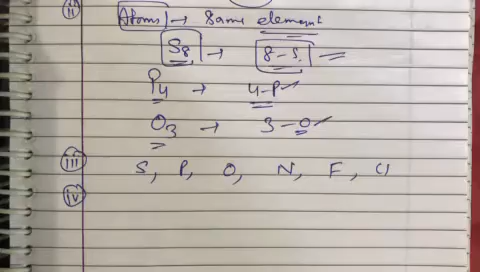 ii Atoms → Same element
S8 → 8-S
P4 → 4-P
O3 → 3-O
iii S, P, O, N, F, Cl
iv